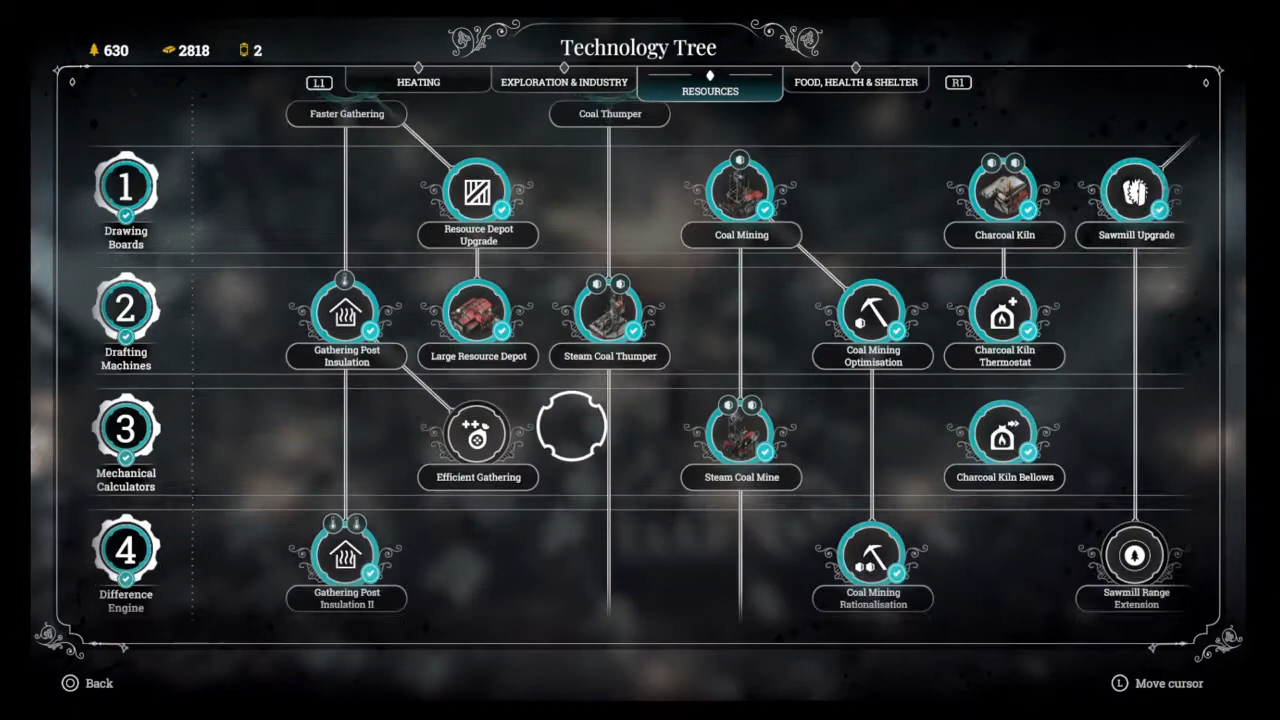 630
2818
2
Technology Tree
L1
HEATING
EXPLORATION & INDUSTRY
RESOURCES
FOOD, HEALTH & SHELTER
R1
Faster Gathering
Coal Thumper
1
Drawing
Boards
Resource Depot
Upgrade
Coal Mining
Charcoal Kiln
Sawmill Upgrade
2
Drafting
Machines
Gathering Post
Insulation
Large Resource Depot
Steam Coal Thumper
Coal Mining
Optimisation
Charcoal Kiln
Thermostat
3
Mechanical
Calculators
Efficient Gathering
Steam Coal Mine
Charcoal Kiln Bellows
4
Difference
Engine
Gathering Post
Insulation II
Coal Mining
Rationalisation
Sawmill Range
Extension
Back
L
Move cursor